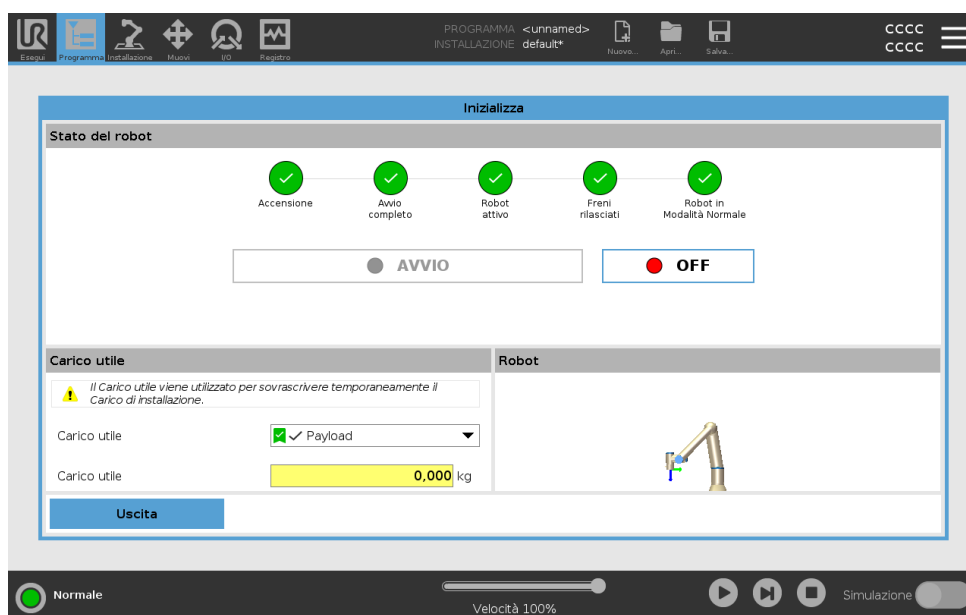 PROGRAMMA <unnamed>
INSTALLAZIONE default*
UR
Esegui Programma Installazione Muovi I/O Registro
Nuovo... Apri... Salva...
CCCC
CCCC
Inizializza
Stato del robot
Accensione
Avvio
completo
Robot
attivo
Freni
rilasciati
Robot in
Modalità Normale
AVVIO
OFF
Carico utile
Robot
Il Carico utile viene utilizzato per sovrascrivere temporaneamente il
Carico di installazione.
Carico utile
Payload
Carico utile
0,000 kg
Uscita
Normale
Velocità 100%
Simulazione